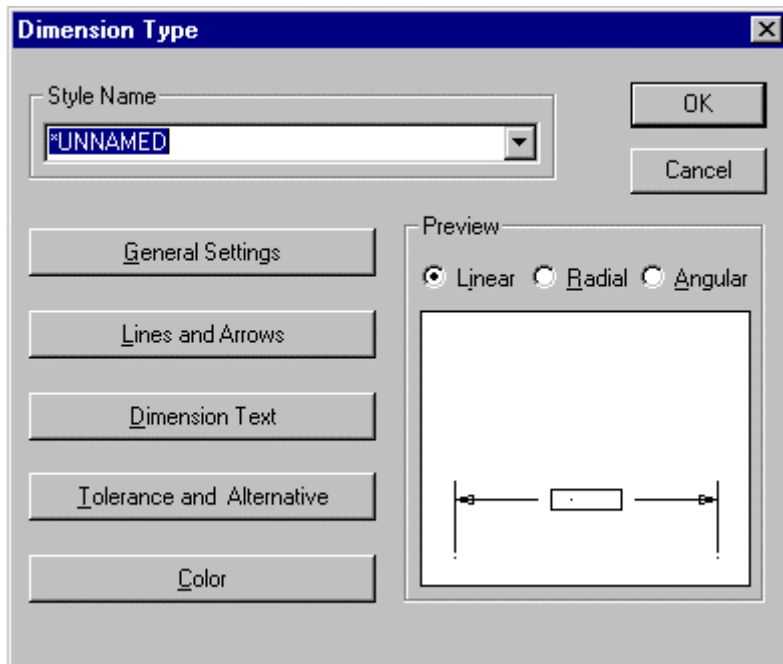 Dimension Type
Style Name
*UNNAMED
OK
Cancel
General Settings
Lines and Arrows
Dimension Text
Tolerance and Alternative
Color
Preview
Linear Radial Angular